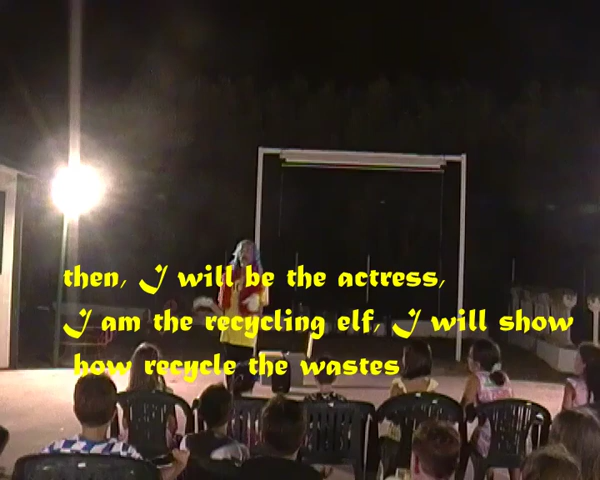 then, I will be the actress,
I am the recycling elf, I will show
how recycle the wastes